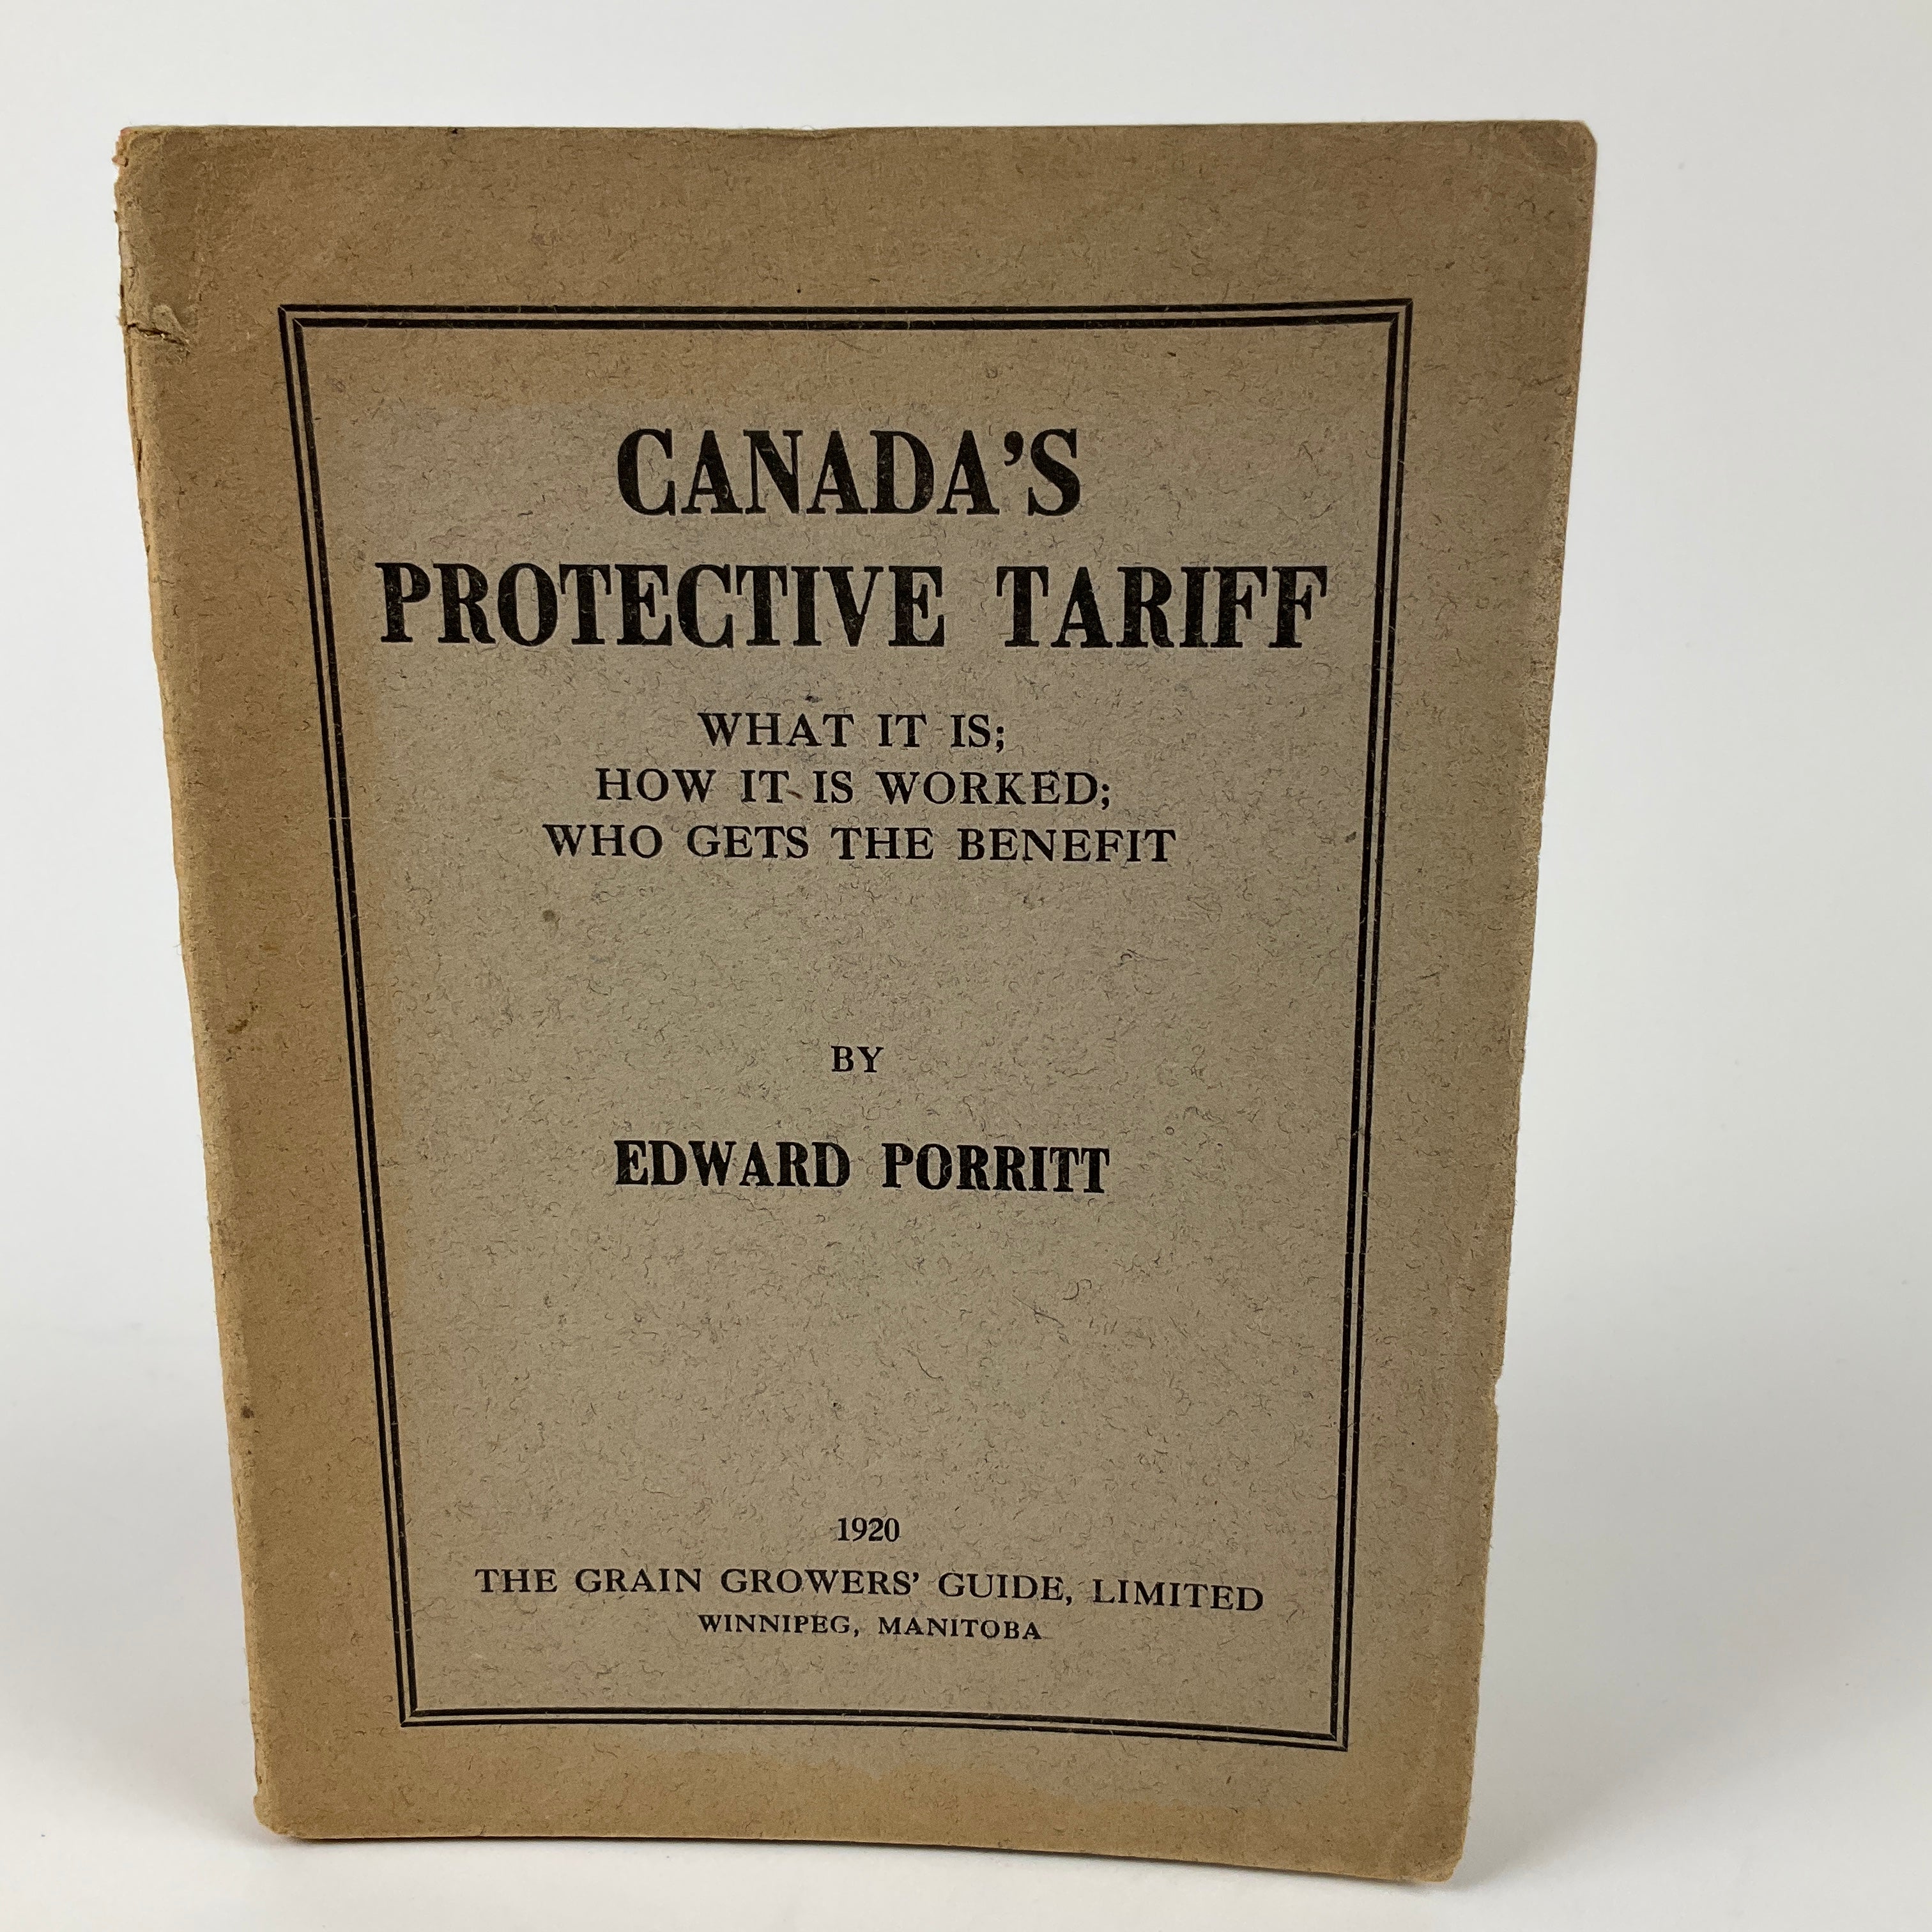 CANADA'S
PROTECTIVE TARIFF
WHAT IT IS;
HOW IT IS WORKED;
WHO GETS THE BENEFIT
BY
EDWARD PORRITT
1920
THE GRAIN GROWERS' GUIDE, LIMITED
WINNIPEG, MANITOBA